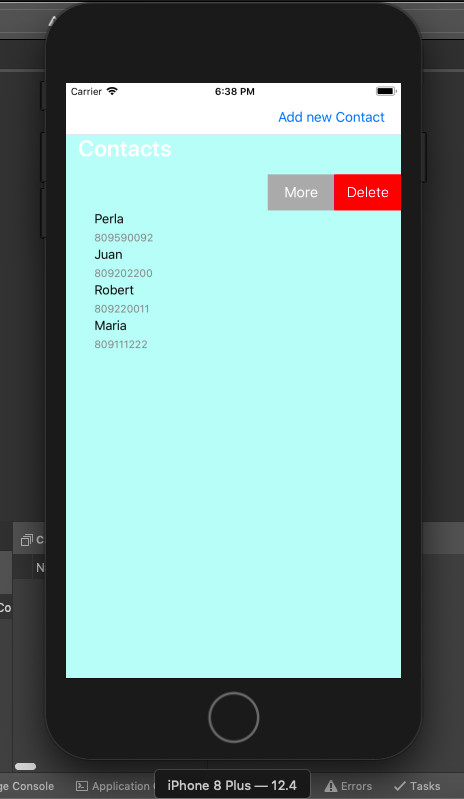 Carrier 6:38 PM
Add new Contact
Contacts
More Delete
Perla
809590092
Juan
809202200
Robert
809220011
Maria
809111222
C
N
Co
ge Console Application Errors Tasks
iPhone 8 Plus — 12.4